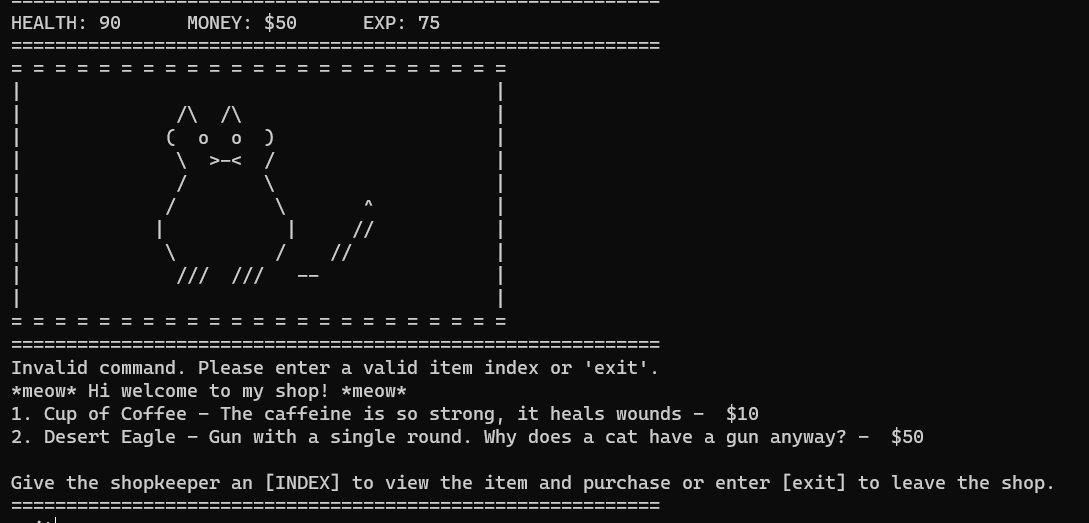 HEALTH: 90      MONEY: $50      EXP: 75
Invalid command. Please enter a valid item index or 'exit'.
*meow* Hi welcome to my shop! *meow*
1. Cup of Coffee - The caffeine is so strong, it heals wounds -  $10
2. Desert Eagle - Gun with a single round. Why does a cat have a gun anyway? -  $50
Give the shopkeeper an [INDEX] to view the item and purchase or enter [exit] to leave the shop.